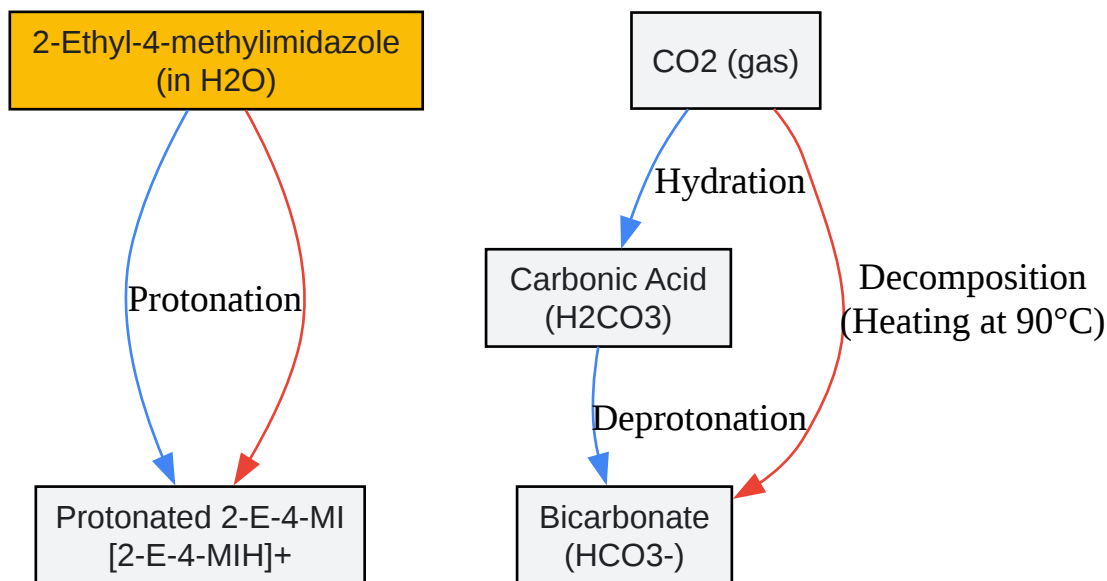 2-Ethyl-4-methylimidazole
(in H2O)
CO2 (gas)
Hydration
Carbonic Acid
(H2CO3)
Protonation
Decomposition
(Heating at 90°C)
Deprotonation
Protonated 2-E-4-MI
[2-E-4-MIH]+
Bicarbonate
(HCO3-)